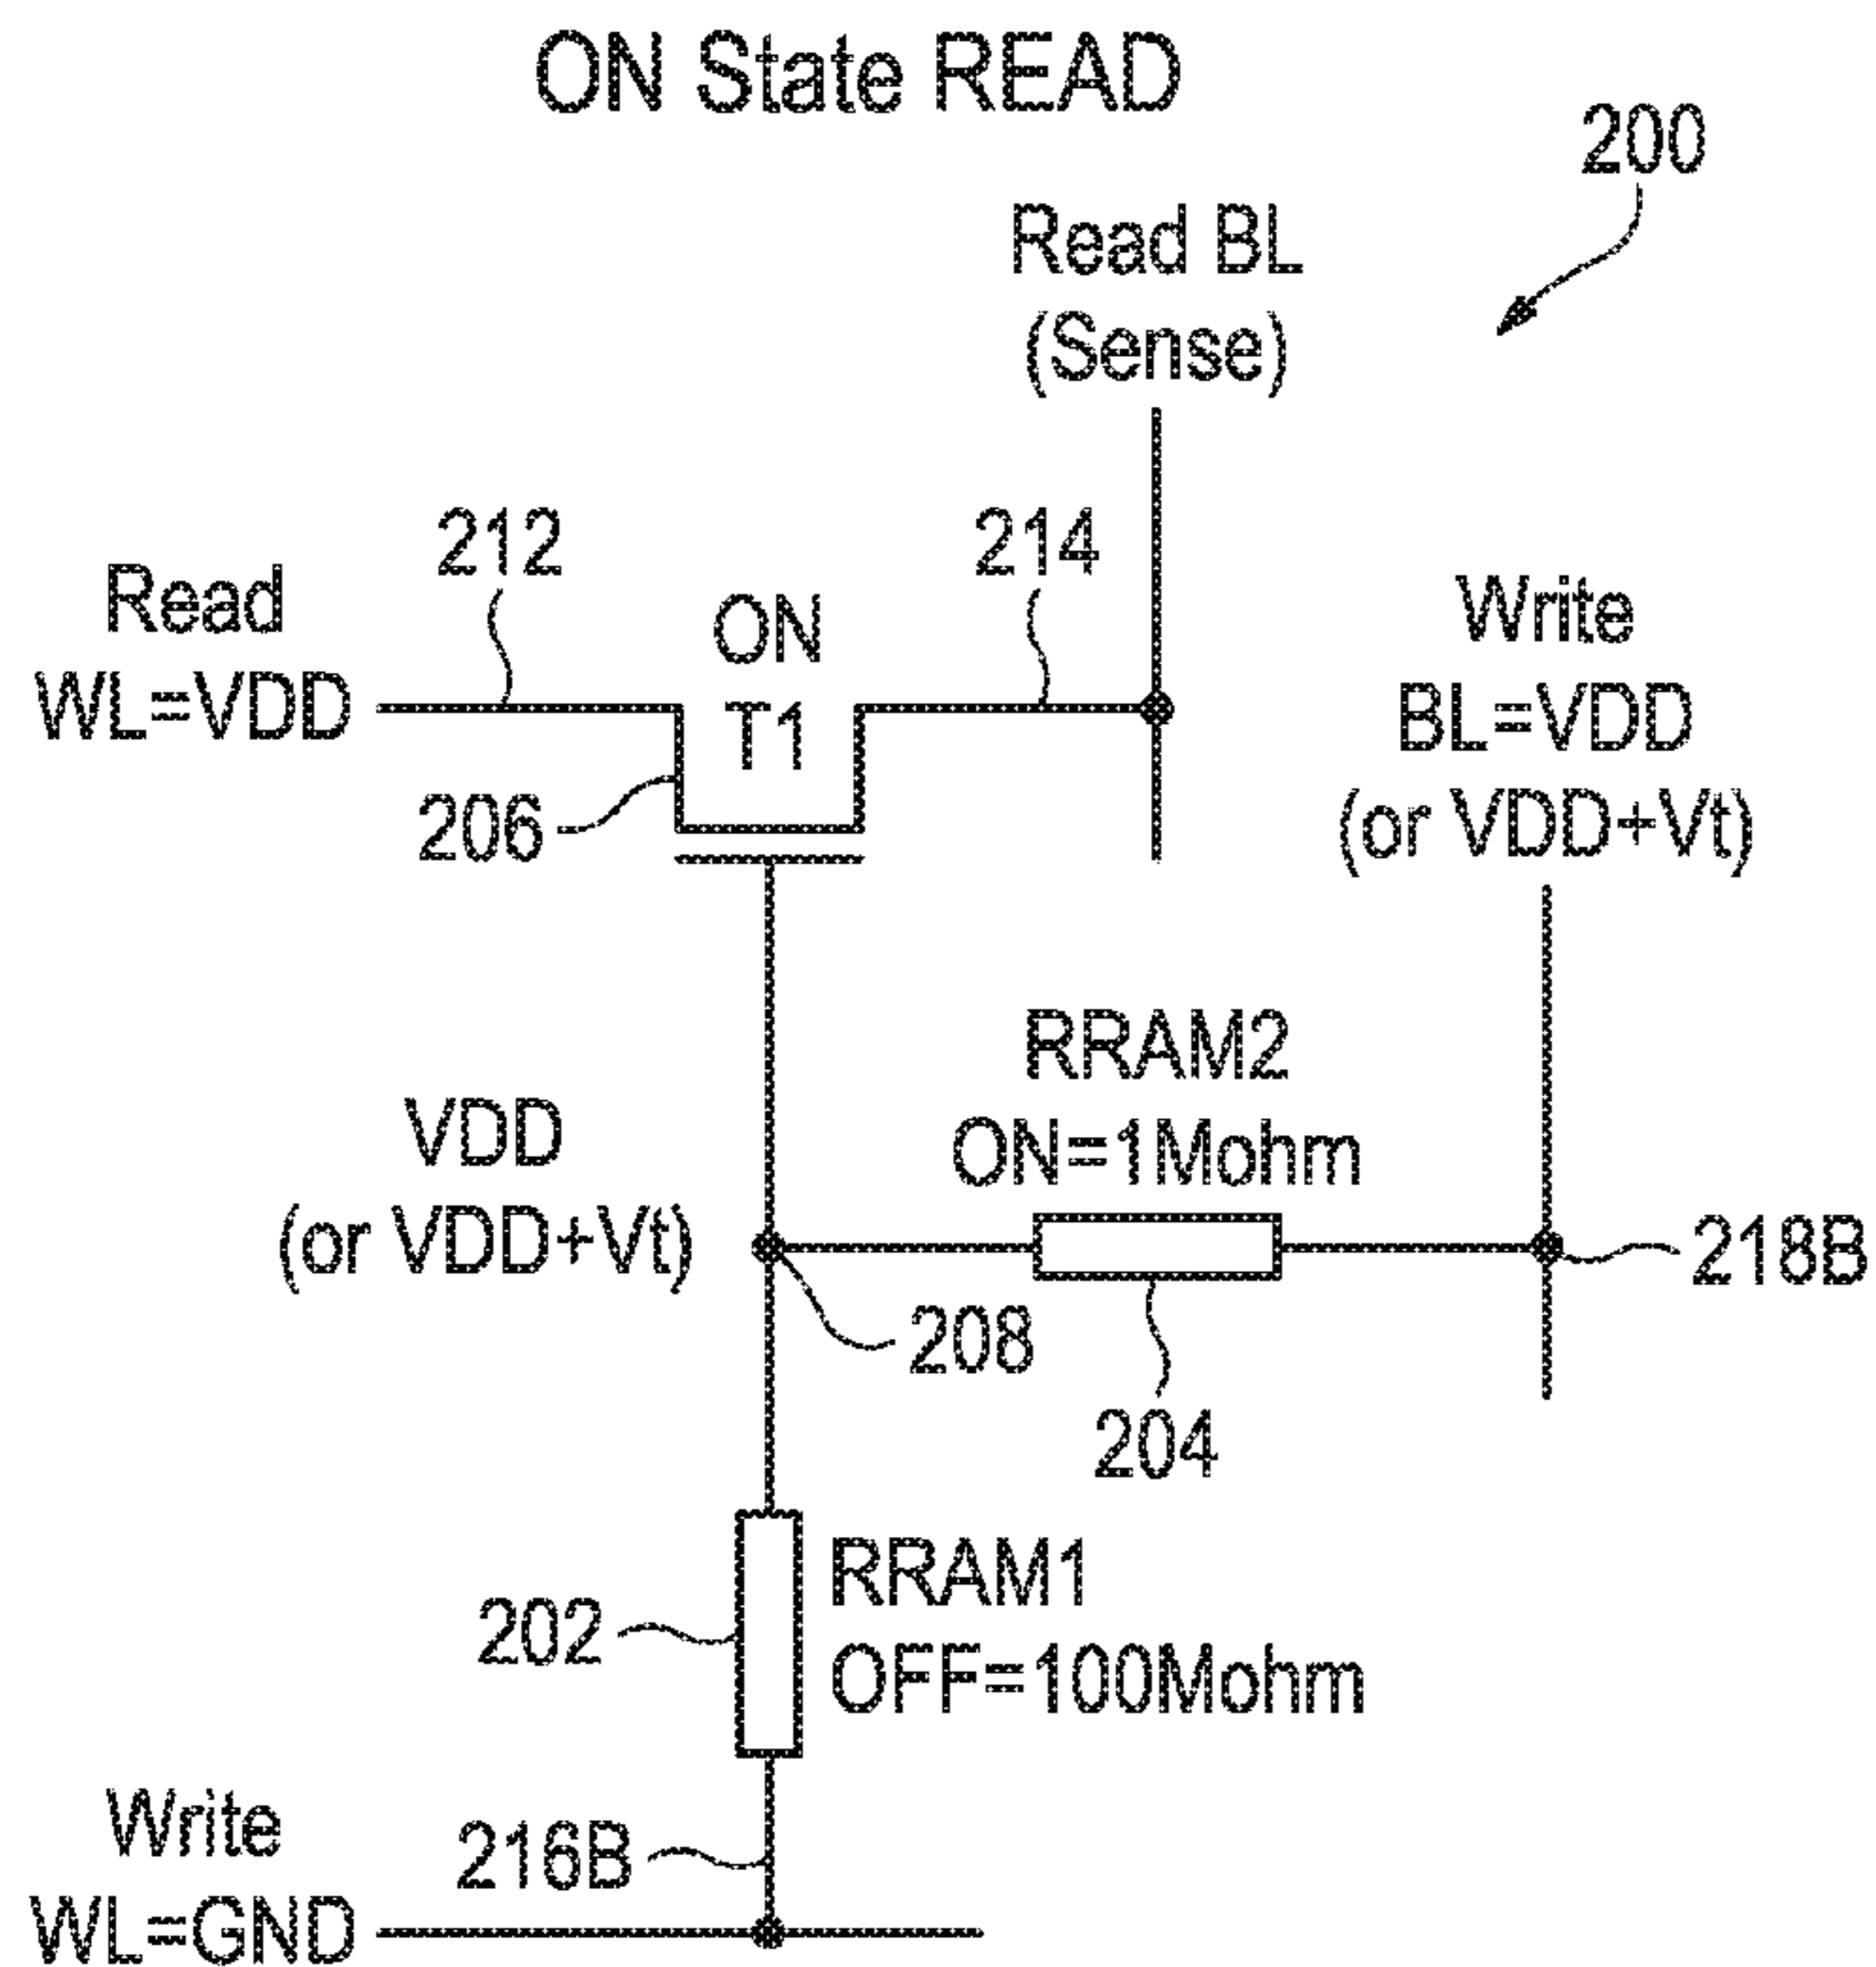 ON State READ
200
Read BL
(Sense)
212
214
Read
WL=VDD
ON
T1
206
Write
BL=VDD
(or VDD+Vt)
RRAM2
ON=1Mohm
VDD
(or VDD+Vt)
218B
208
204
202
RRAM1
OFF=100Mohm
Write
WL=GND
216B